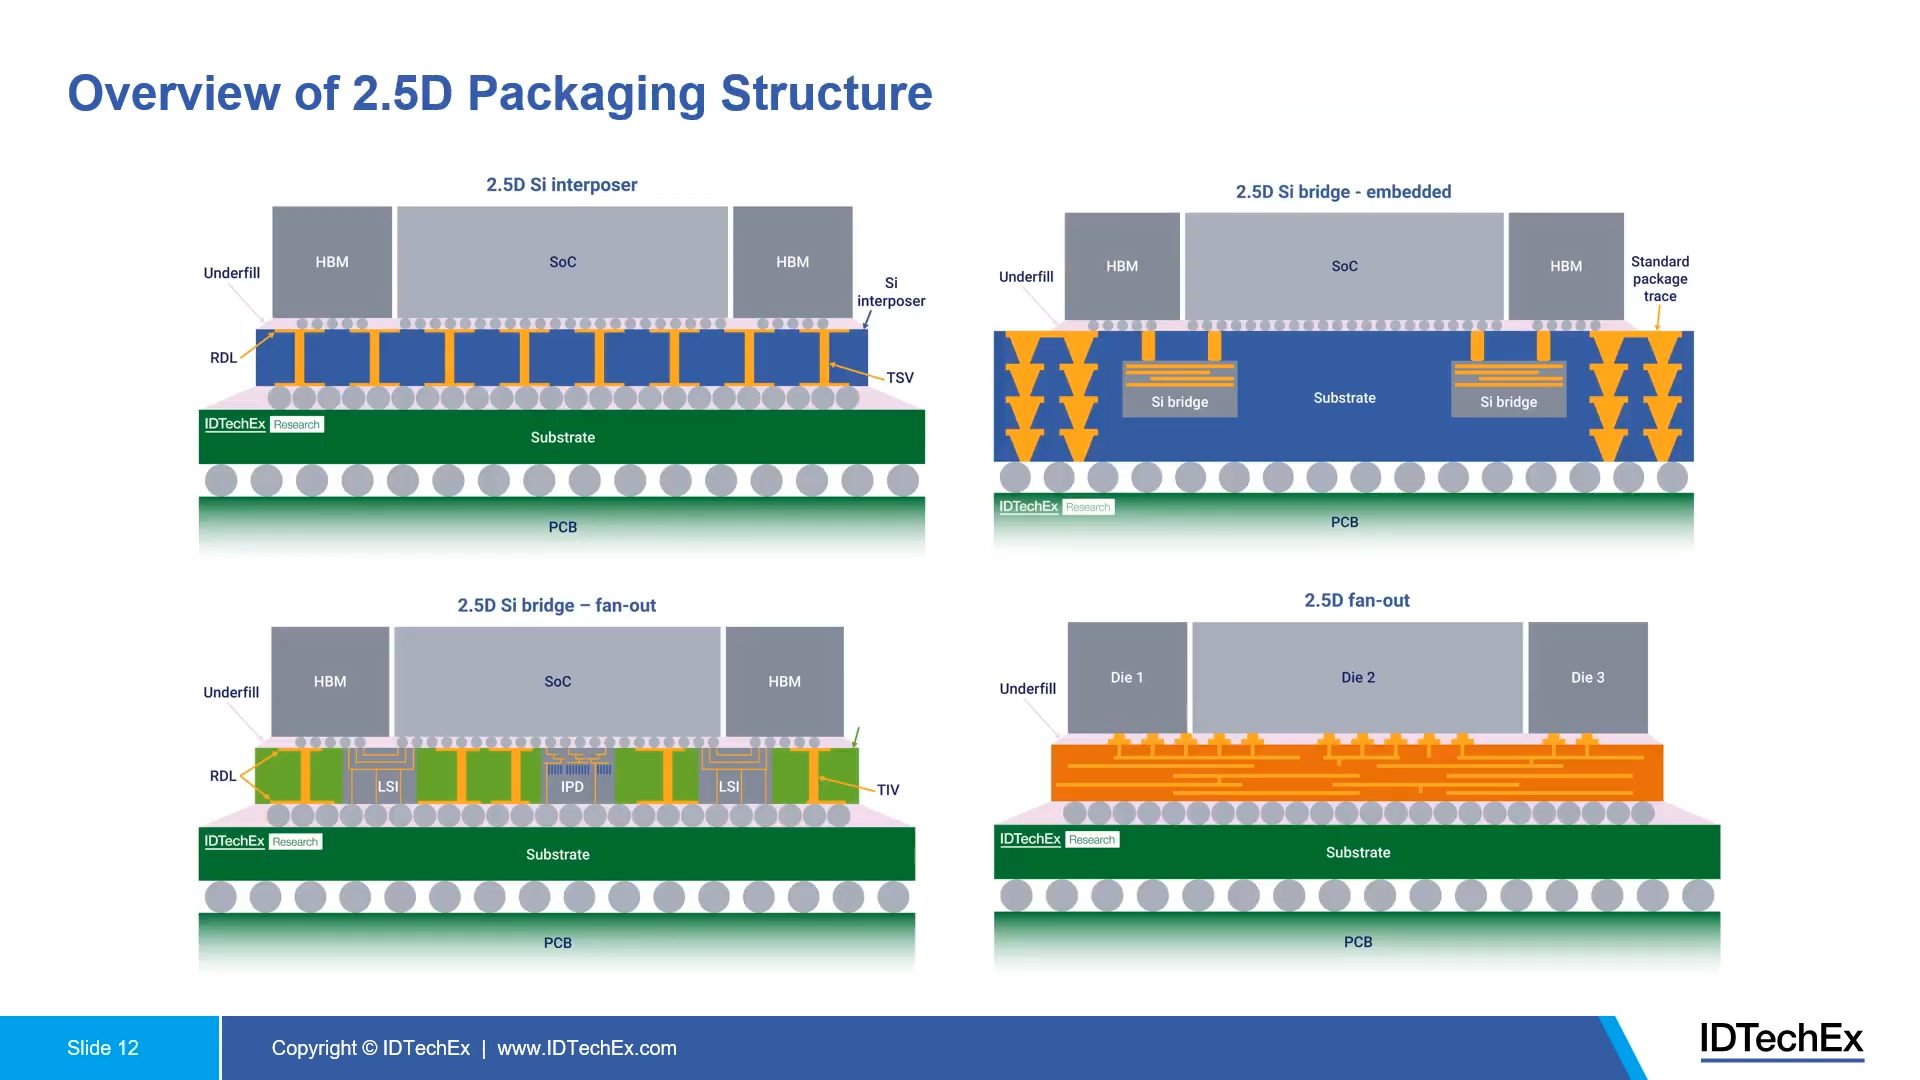 Overview of 2.5D Packaging Structure
2.5D Si interposer
HBM
SoC
HBM
Underfill
Si
interposer
RDL
TSV
IDTechEx Research
Substrate
PCB
2.5D Si bridge - embedded
HBM
SoC
HBM
Underfill
Standard
package
trace
Si bridge
Substrate
Si bridge
IDTechEx Research
PCB
2.5D Si bridge – fan-out
HBM
SoC
HBM
Underfill
RDL
LSI
IPD
LSI
TIV
IDTechEx Research
Substrate
PCB
2.5D fan-out
Die 1
Die 2
Die 3
Underfill
IDTechEx Research
Substrate
PCB
Slide 12
Copyright © IDTechEx | www.IDTechEx.com
IDTechEx